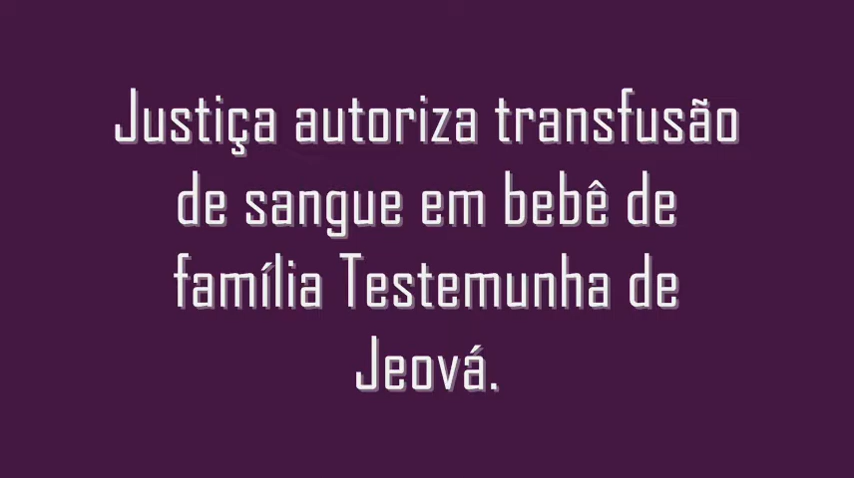 Justiça autoriza transfusão
de sangue em bebê de
família Testemunha de
Jeová.